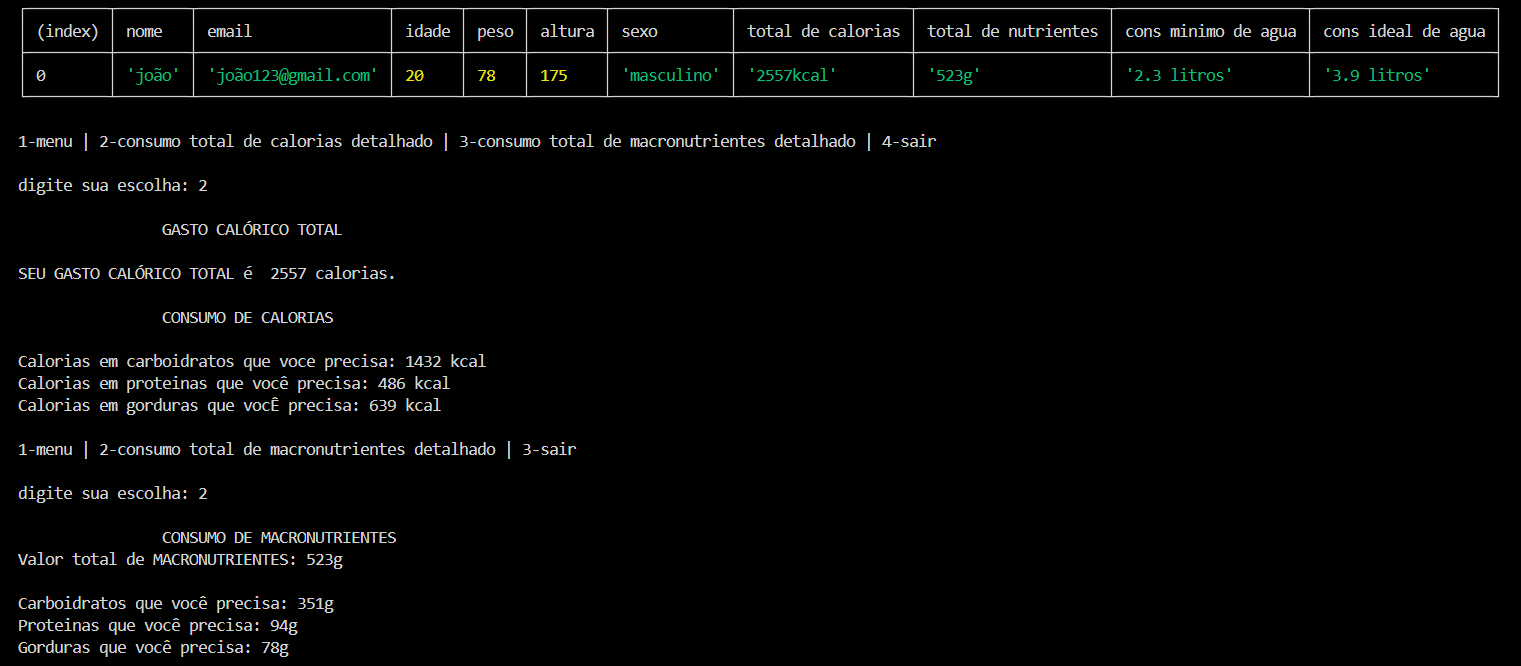 (index) nome email idade peso altura sexo total de calorias total de nutrientes cons minimo de agua cons ideal de agua
0 'joão' 'joão123@gmail.com' 20 78 175 'masculino' '2557kcal' '523g' '2.3 litros' '3.9 litros'
1-menu | 2-consumo total de calorias detalhado | 3-consumo total de macronutrientes detalhado | 4-sair
digite sua escolha: 2
GASTO CALÓRICO TOTAL
SEU GASTO CALÓRICO TOTAL é  2557 calorias.
CONSUMO DE CALORIAS
Calorias em carboidratos que voce precisa: 1432 kcal
Calorias em proteinas que você precisa: 486 kcal
Calorias em gorduras que vocÊ precisa: 639 kcal
1-menu | 2-consumo total de macronutrientes detalhado | 3-sair
digite sua escolha: 2
CONSUMO DE MACRONUTRIENTES
Valor total de MACRONUTRIENTES: 523g
Carboidratos que você precisa: 351g
Proteinas que você precisa: 94g
Gorduras que você precisa: 78g